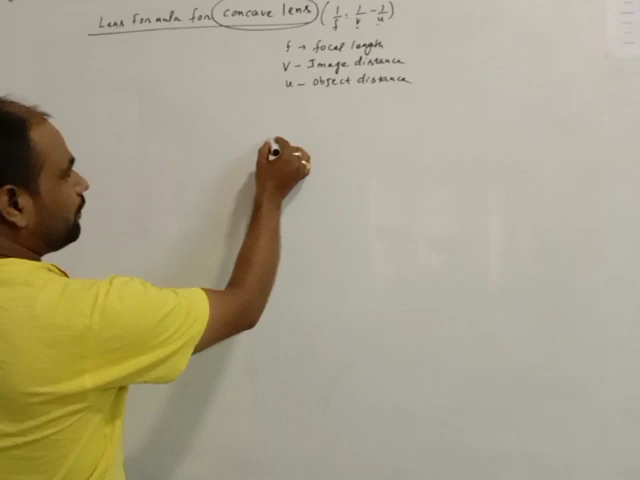 Lens formula for concave lens (1/f = 1/v - 1/u)
f → focal length
V - Image distance
u - Object distance